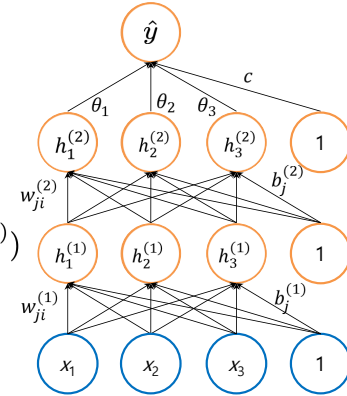 ŷ
c
θ₁ θ₂ θ₃
h₁⁽²⁾ h₂⁽²⁾ h₃⁽²⁾ 1
wⱼᵢ⁽²⁾ bⱼ⁽²⁾
⁾)
h₁⁽¹⁾ h₂⁽¹⁾ h₃⁽¹⁾ 1
wⱼᵢ⁽¹⁾ bⱼ⁽¹⁾
x₁ x₂ x₃ 1